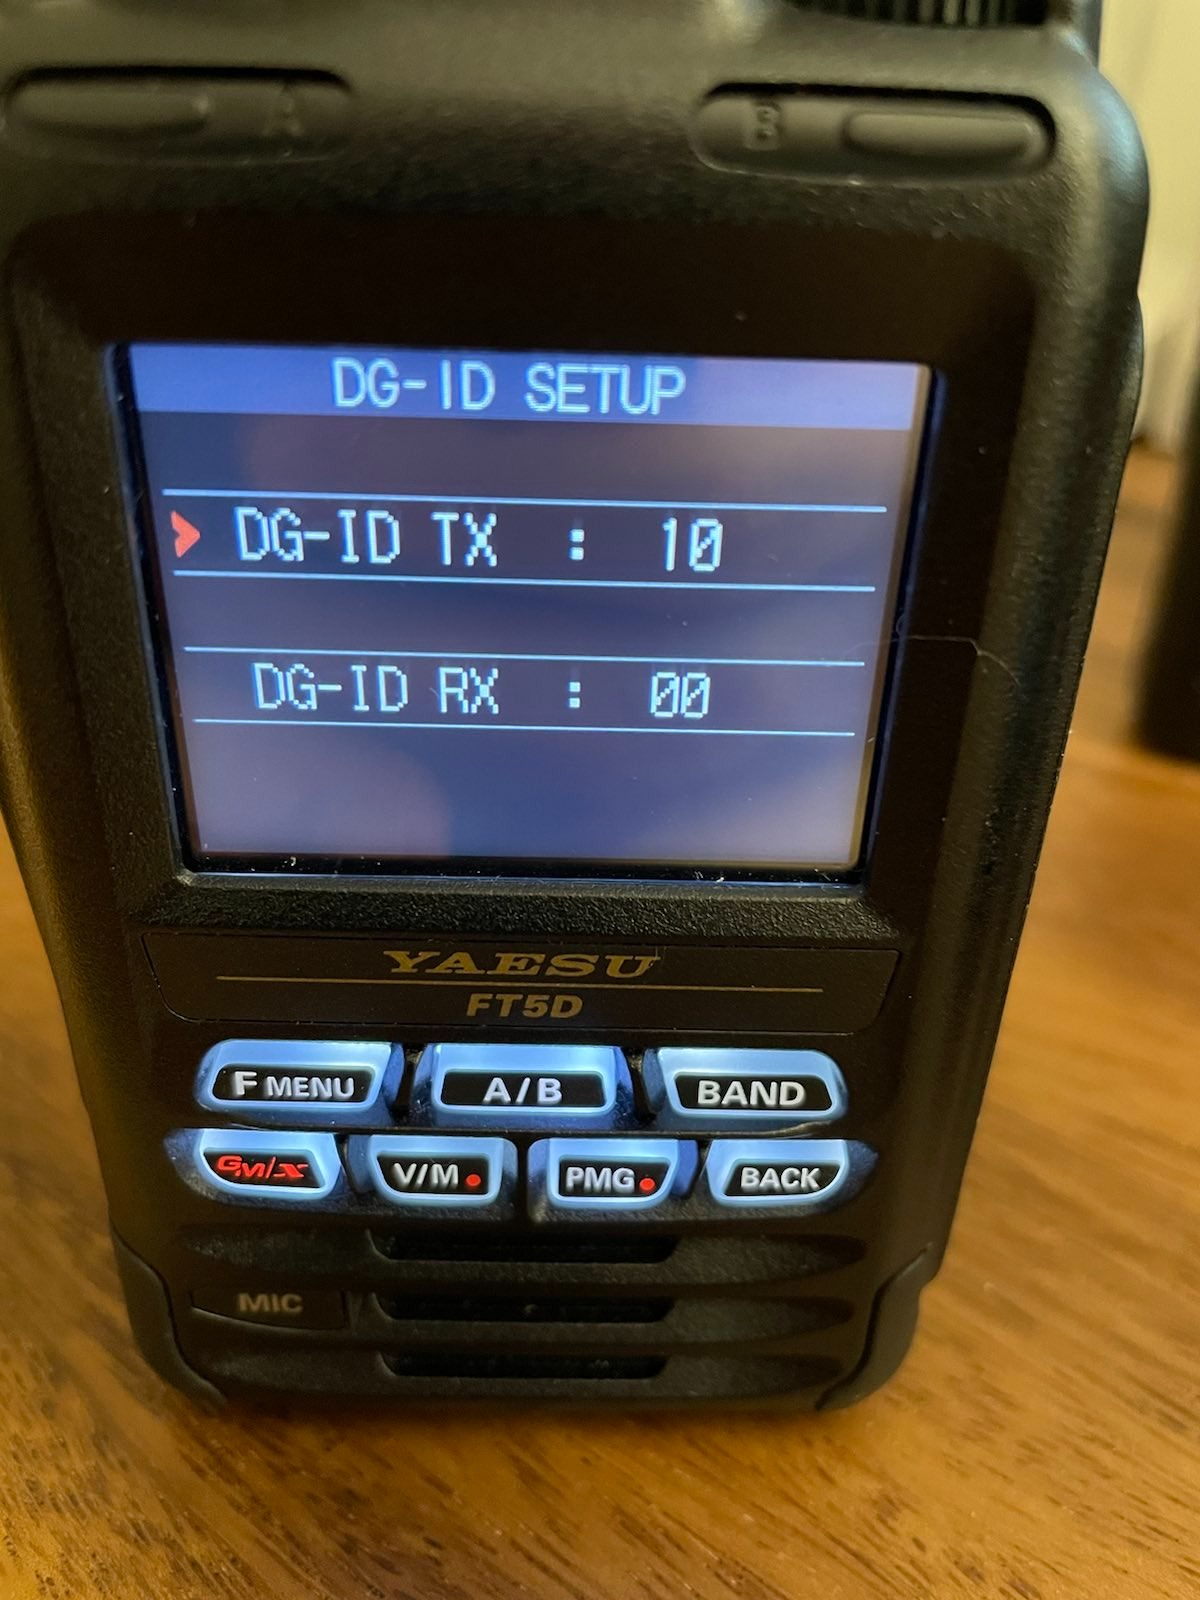 A B
DG-ID SETUP
DG-ID TX : 10
DG-ID RX : 00
YAESU
FT5D
F MENU A/B BAND
GM/X V/M PMG BACK
MIC